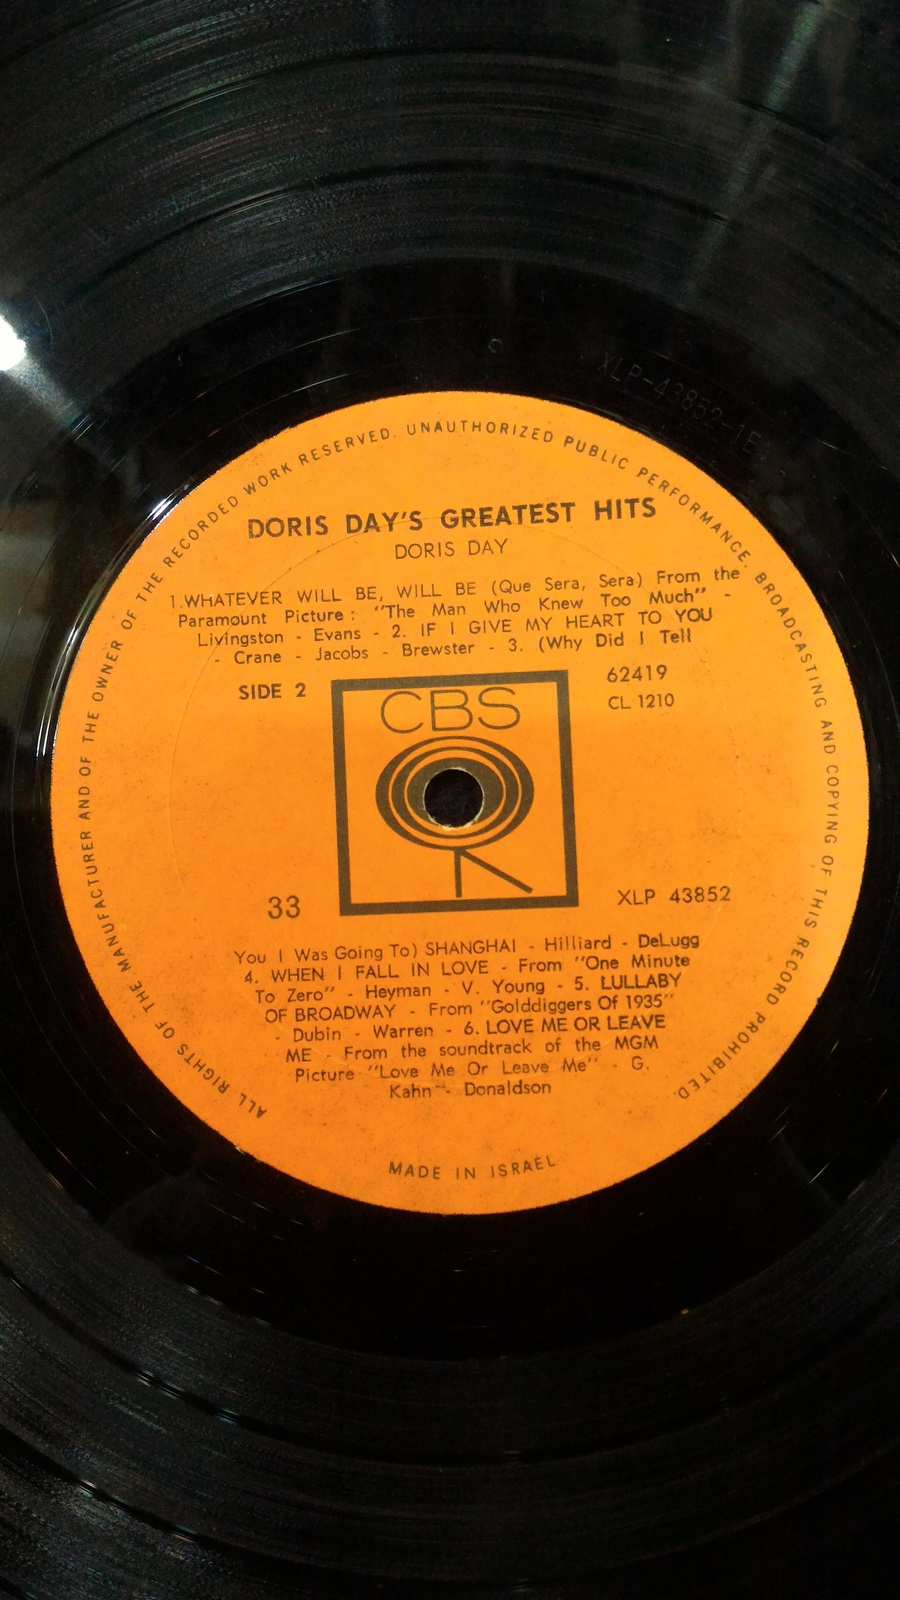 XLP-43852-1E
ALL RIGHTS OF THE MANUFACTURER AND OF THE OWNER OF THE RECORDED WORK RESERVED. UNAUTHORIZED PUBLIC PERFORMANCE. BROADCASTING AND COPYING OF THIS RECORD PROHIBITED.
DORIS DAY'S GREATEST HITS
DORIS DAY
1.WHATEVER WILL BE, WILL BE (Que Sera, Sera) From the
Paramount Picture: "The Man Who Knew Too Much" -
Livingston - Evans - 2. IF I GIVE MY HEART TO YOU
- Crane - Jacobs - Brewster - 3. (Why Did I Tell
SIDE 2
62419
CL 1210
CBS
33
XLP 43852
You I Was Going To) SHANGHAI - Hilliard - DeLugg
4. WHEN I FALL IN LOVE - From "One Minute
To Zero" - Heyman - V. Young - 5. LULLABY
OF BROADWAY - From "Golddiggers Of 1935"
- Dubin - Warren - 6. LOVE ME OR LEAVE
ME - From the soundtrack of the MGM
Picture "Love Me Or Leave Me" - G.
Kahn - Donaldson
MADE IN ISRAEL